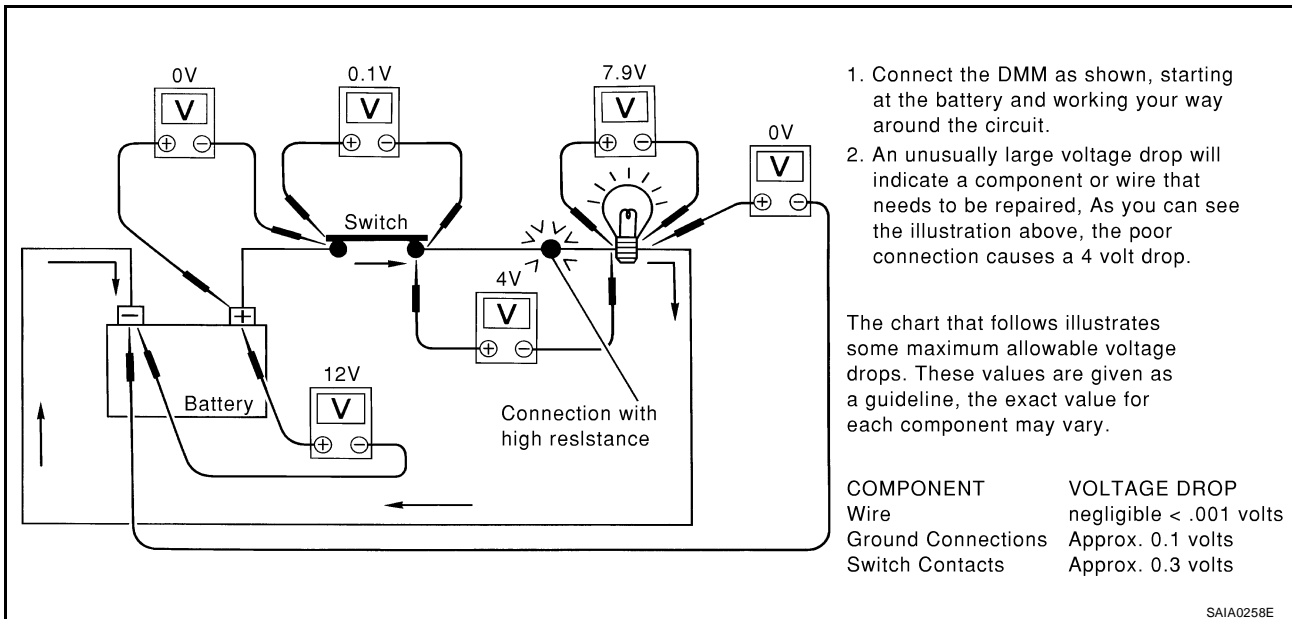 0V
0.1V
7.9V
0V
V
V
V
V
+ -
+ -
+ -
+ -
Switch
4V
V
+ -
- +
Battery
12V
V
+ -
Connection with
high reslstance
1. Connect the DMM as shown, starting
at the battery and working your way
around the circuit.
2. An unusually large voltage drop will
indicate a component or wire that
needs to be repaired, As you can see
the illustration above, the poor
connection causes a 4 volt drop.
The chart that follows illustrates
some maximum allowable voltage
drops. These values are given as
a guideline, the exact value for
each component may vary.
COMPONENT VOLTAGE DROP
Wire negligible < .001 volts
Ground Connections Approx. 0.1 volts
Switch Contacts Approx. 0.3 volts
SAIA0258E